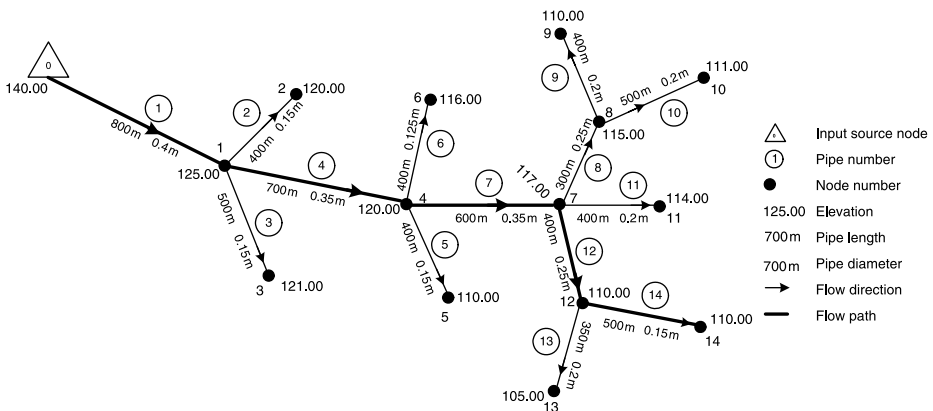 0
140.00
1
800m 0.4m
1
125.00
2
400m 0.15m
2
120.00
3
500m 0.15m
3
121.00
4
700m 0.35m
4
120.00
6
400m 0.125m
6
116.00
5
400m 0.15m
110.00
5
7
600m 0.35m
117.00
7
8
300m 0.25m
8
115.00
9
400m 0.2m
110.00
9
10
500m 0.2m
111.00
10
11
400m 0.2m
114.00
11
12
400m 0.25m
12
110.00
13
350m 0.2m
105.00
13
14
500m 0.15m
110.00
14
0 Input source node
1 Pipe number
Node number
125.00 Elevation
700m Pipe length
700m Pipe diameter
Flow direction
Flow path